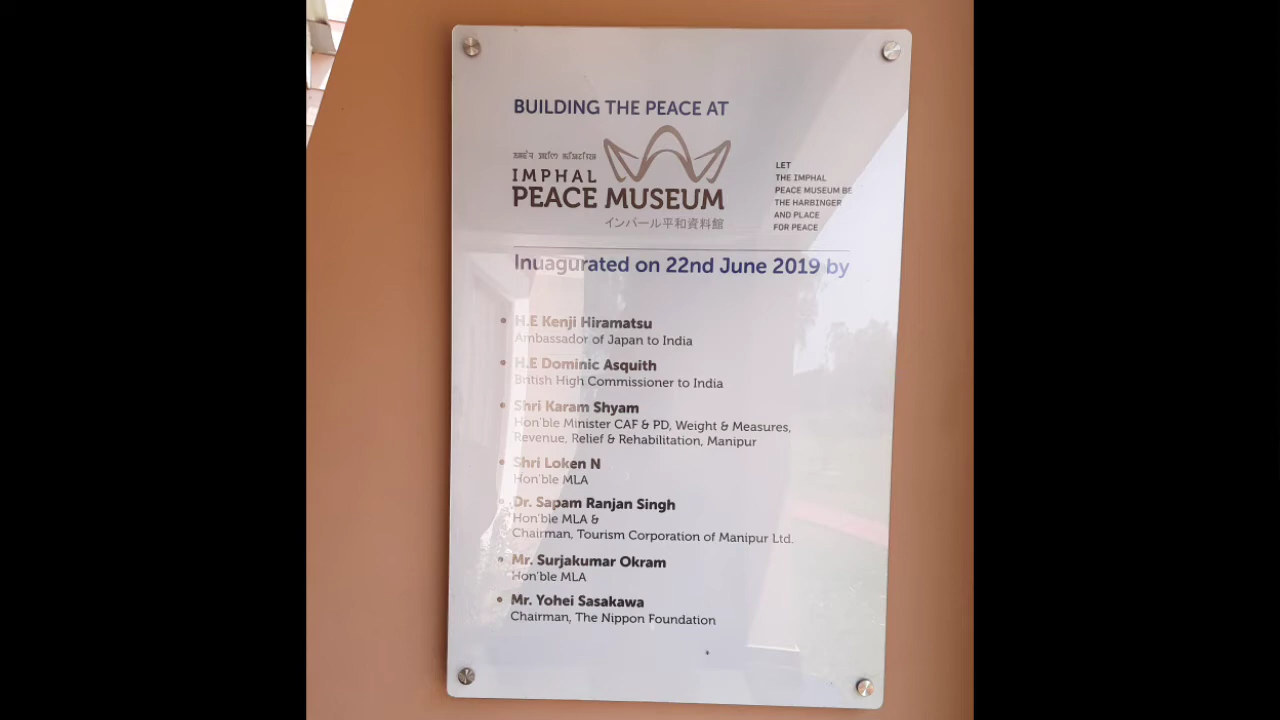 BUILDING THE PEACE AT
IMPHAL
PEACE MUSEUM
インパール平和資料館
LET
THE IMPHAL
PEACE MUSEUM BE
THE HARBINGER
AND PLACE
FOR PEACE
Inuagurated on 22nd June 2019 by
• H.E Kenji Hiramatsu
Ambassador of Japan to India
• H.E Dominic Asquith
British High Commissioner to India
• Shri Karam Shyam
Hon'ble Minister CAF & PD, Weight & Measures,
Revenue, Relief & Rehabilitation, Manipur
• Shri Loken N
Hon'ble MLA
• Dr. Sapam Ranjan Singh
Hon'ble MLA &
Chairman, Tourism Corporation of Manipur Ltd.
• Mr. Surjakumar Okram
Hon'ble MLA
• Mr. Yohei Sasakawa
Chairman, The Nippon Foundation